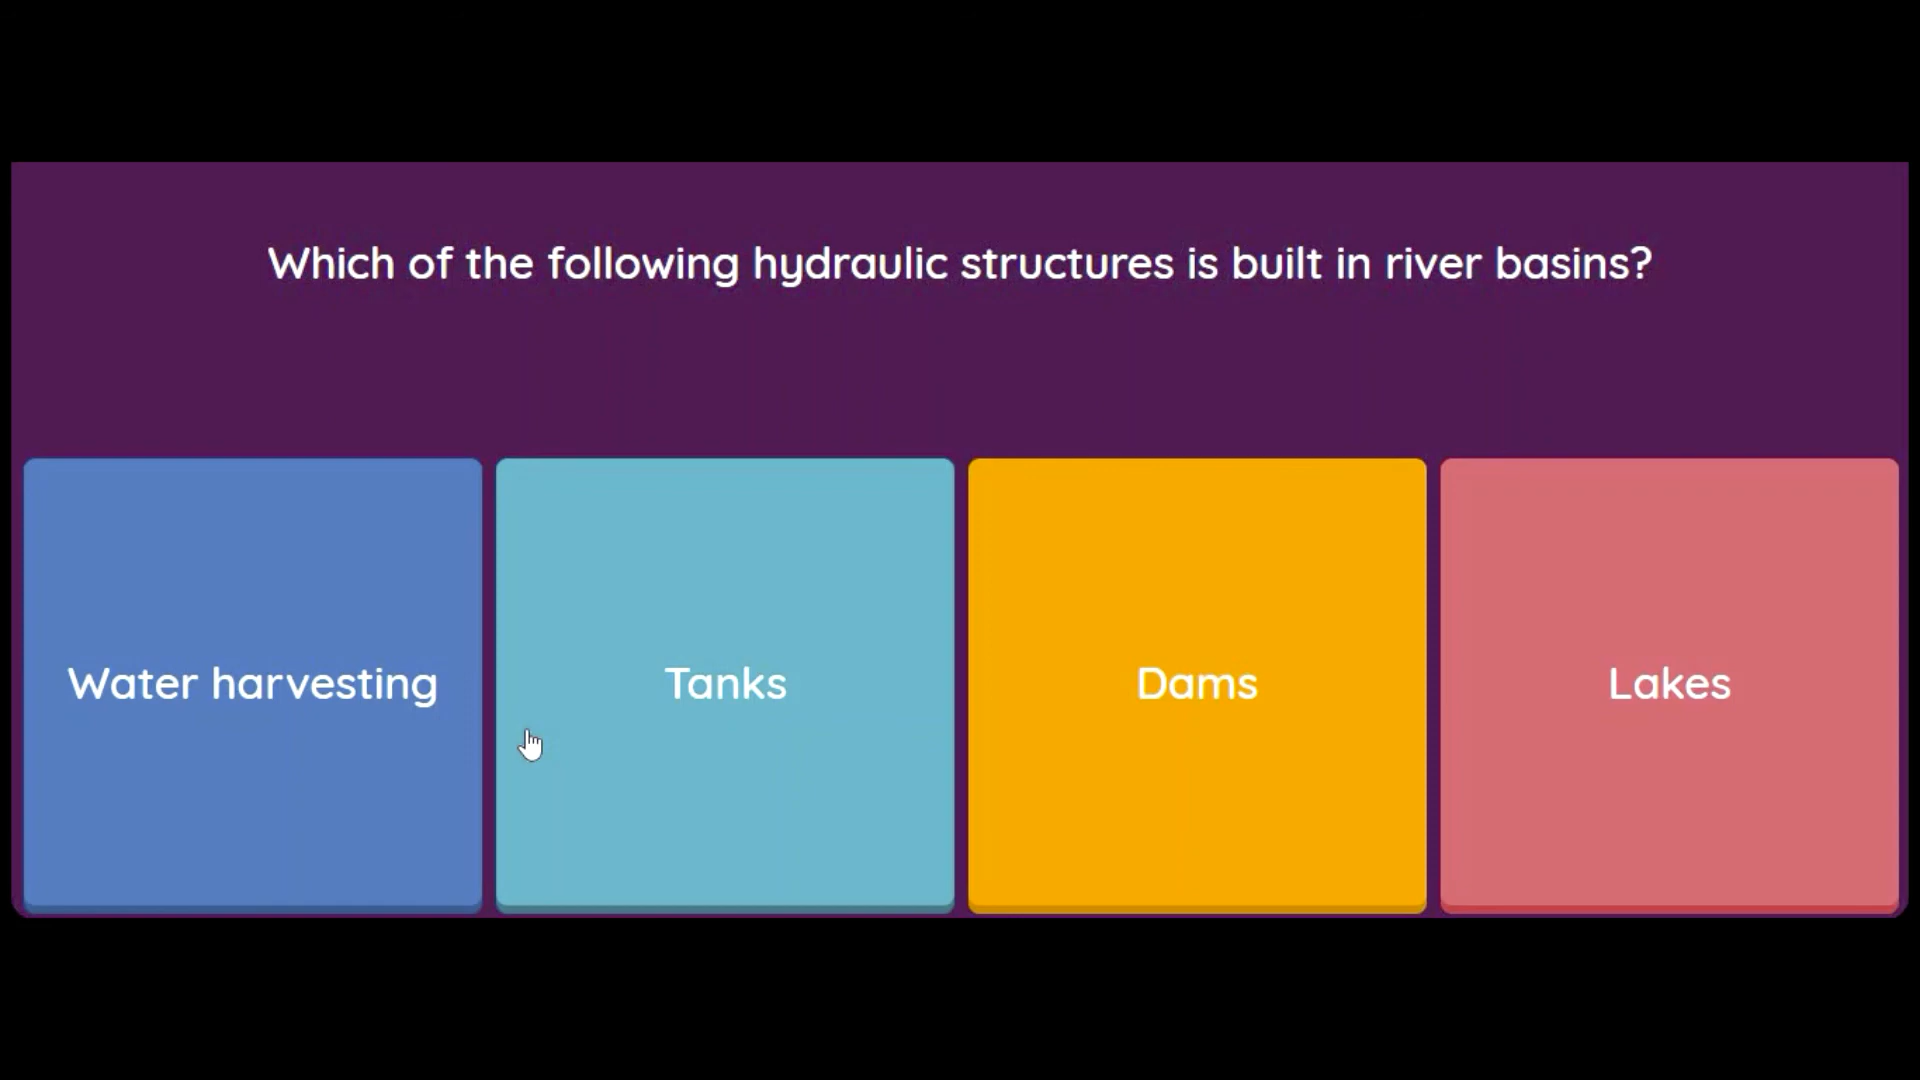 Which of the following hydraulic structures is built in river basins?
Water harvesting
Tanks
Dams
Lakes